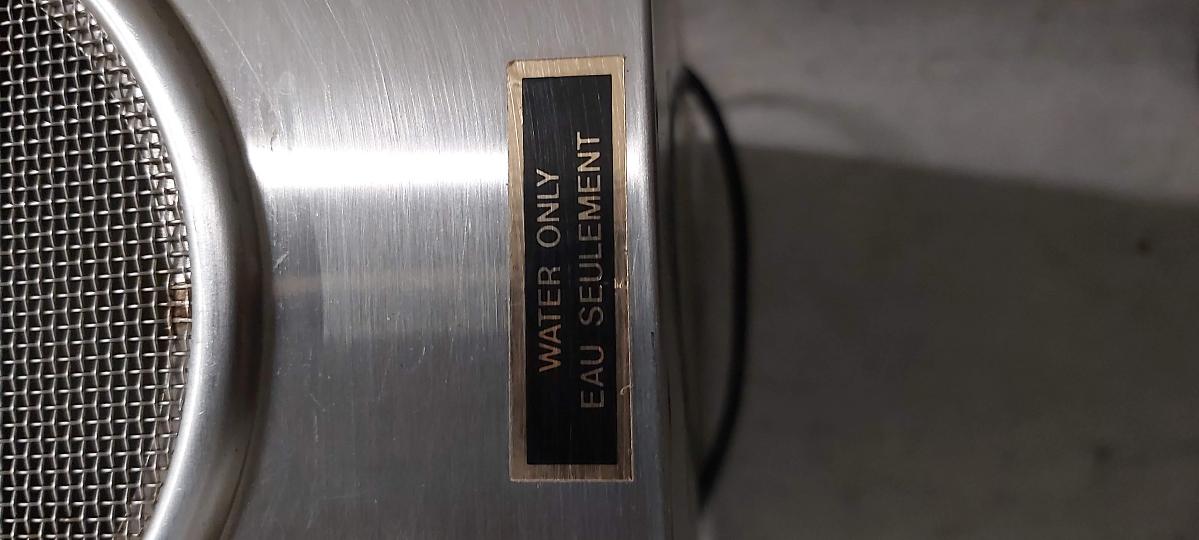 WATER ONLY
EAU SEULEMENT